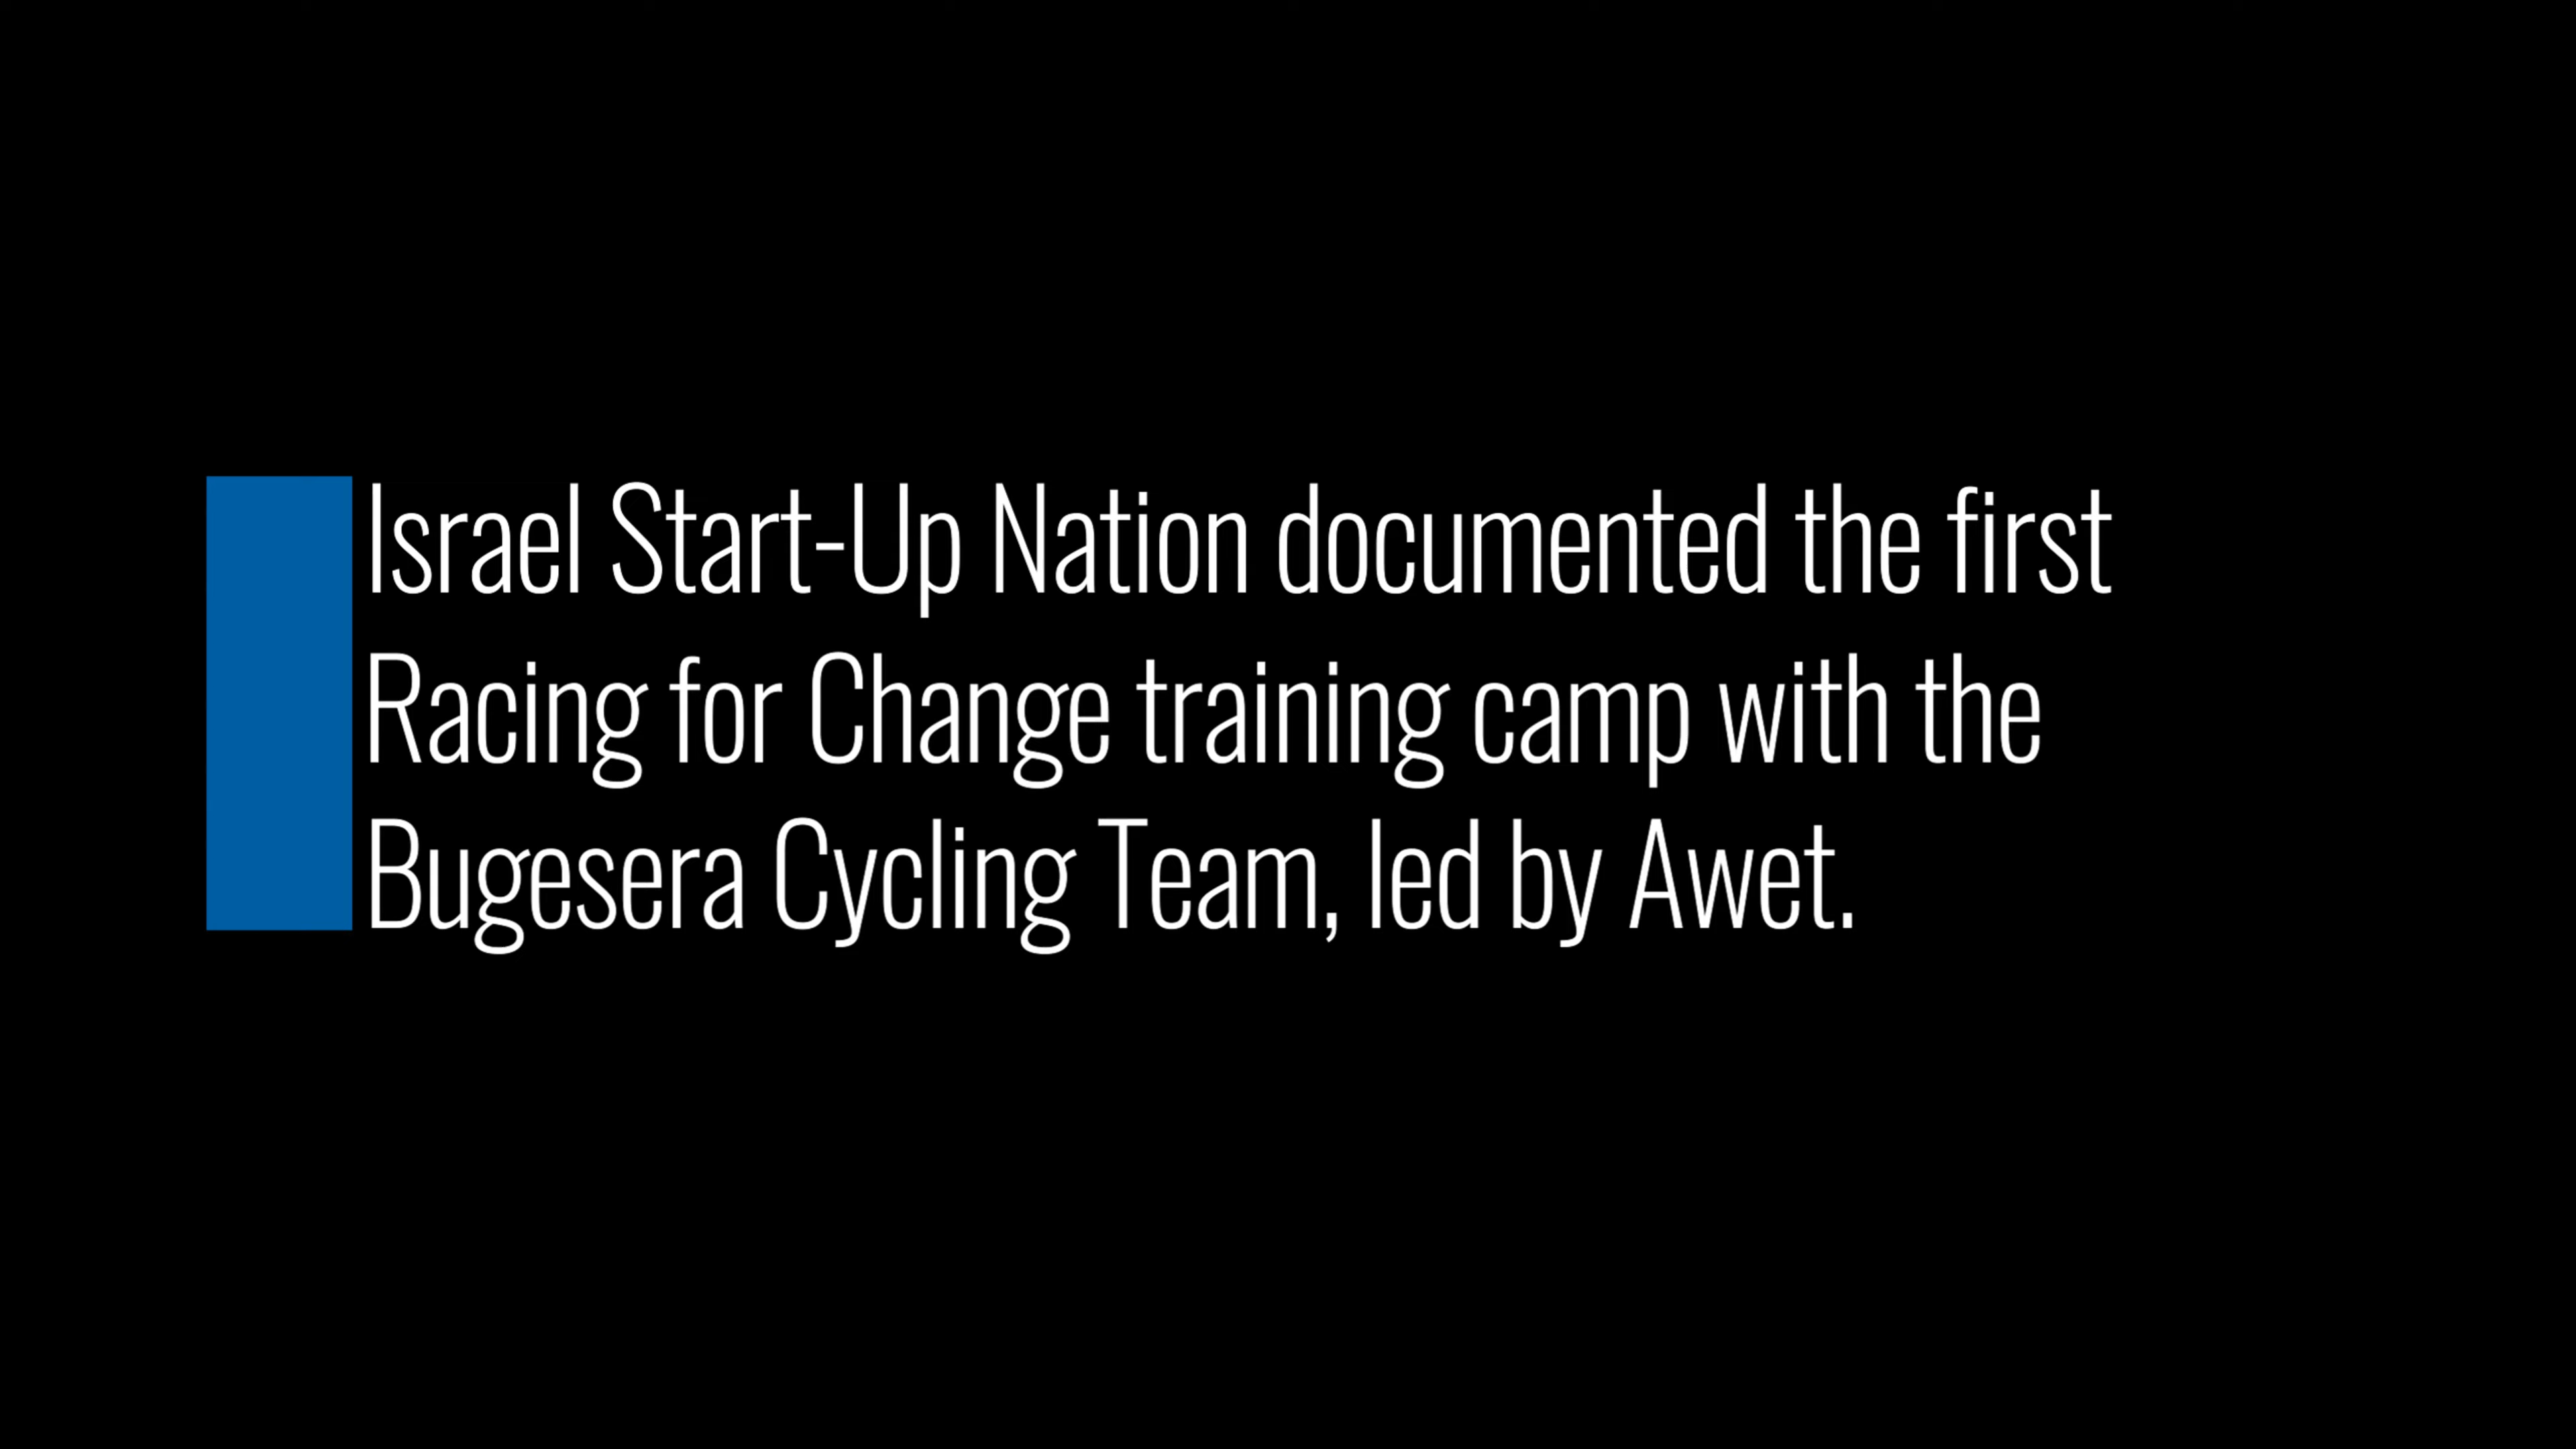 Israel Start-Up Nation documented the first
Racing for Change training camp with the
Bugesera Cycling Team, led by Awet.